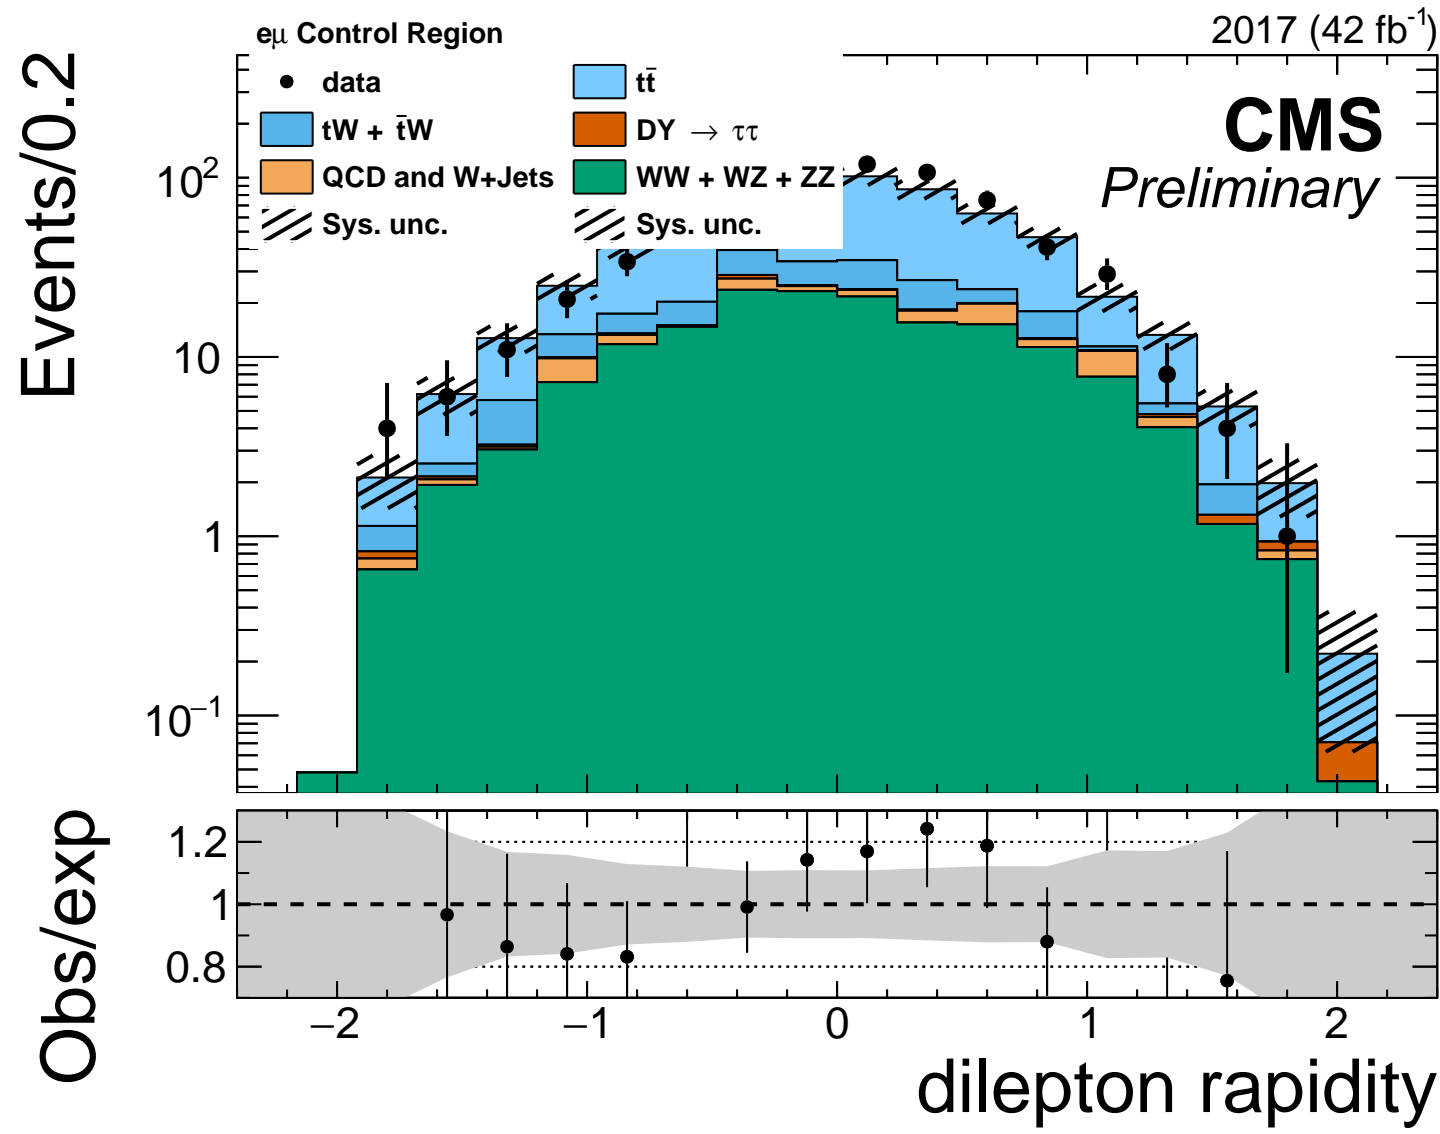 2017 (42 fb⁻¹)
eμ Control Region
data
tt̄
tW + t̄W
DY → ττ
QCD and W+Jets
WW + WZ + ZZ
Sys. unc.
Sys. unc.
CMS
Preliminary
Events/0.2
10²
10
1
10⁻¹
Obs/exp
1.2
1
0.8
−2
−1
0
1
2
dilepton rapidity